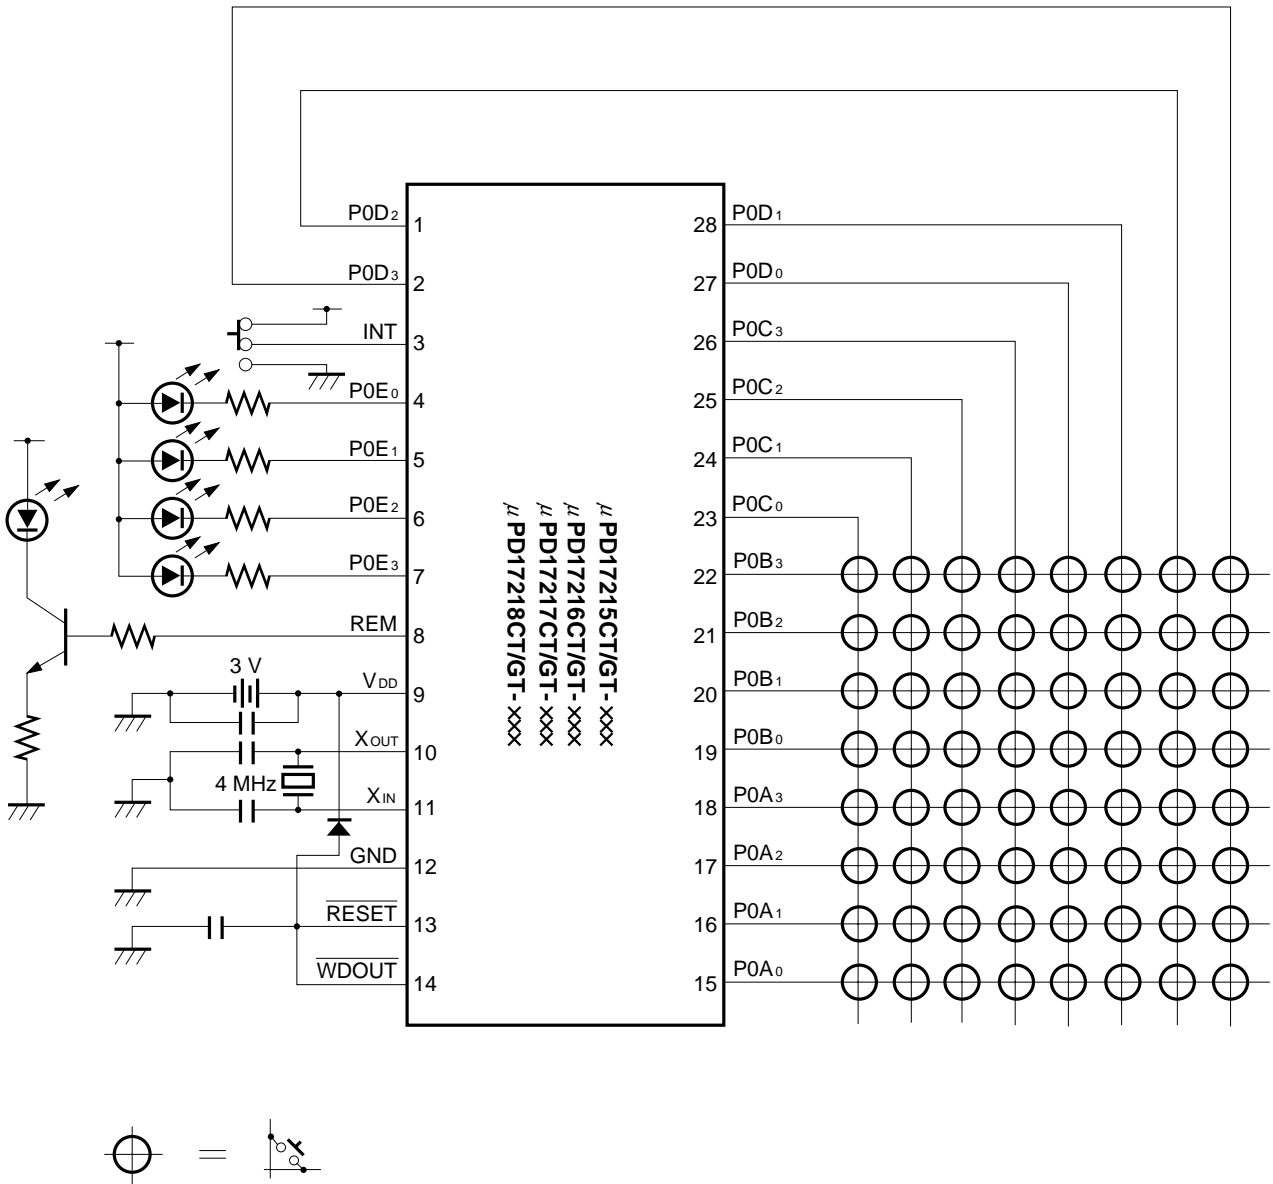 P0D2
1
P0D3
2
INT
3
P0E0
4
P0E1
5
P0E2
6
P0E3
7
REM
8
3 V
VDD
9
XOUT
10
4 MHz
XIN
11
GND
12
RESET
13
WDOUT
14
μPD17215CT/GT-×××
μPD17216CT/GT-×××
μPD17217CT/GT-×××
μPD17218CT/GT-×××
28
P0D1
27
P0D0
26
P0C3
25
P0C2
24
P0C1
23
P0C0
22
P0B3
21
P0B2
20
P0B1
19
P0B0
18
P0A3
17
P0A2
16
P0A1
15
P0A0
=